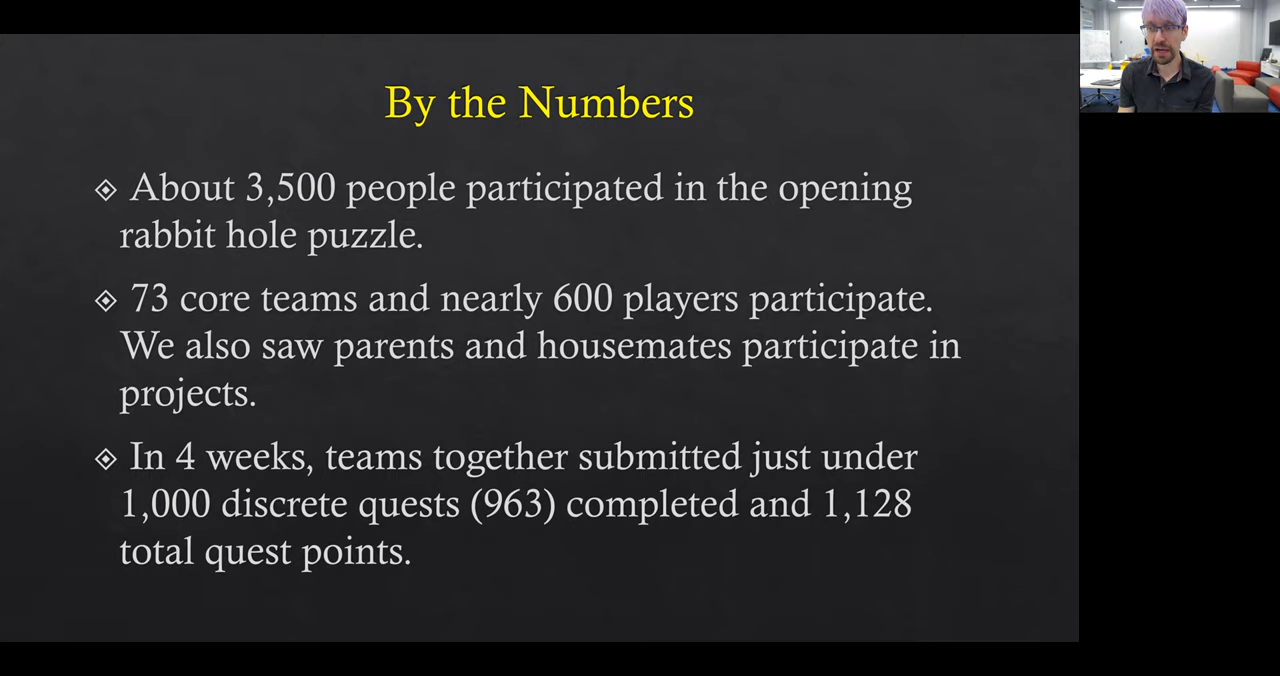 By the Numbers
About 3,500 people participated in the opening
rabbit hole puzzle.
73 core teams and nearly 600 players participate.
We also saw parents and housemates participate in
projects.
In 4 weeks, teams together submitted just under
1,000 discrete quests (963) completed and 1,128
total quest points.